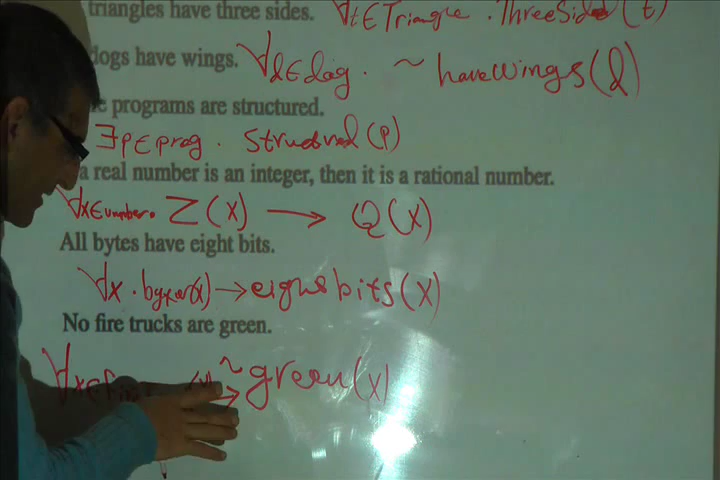 triangles have three sides. ∀t∈Triangle . ThreeSided(t)
dogs have wings. ∀d∈dog . ~ haveWings(d)
e programs are structured.
∃p∈prog . Structured(p)
a real number is an integer, then it is a rational number.
∀x∈number. Z(x) → Q(x)
All bytes have eight bits.
∀x . (x) → eightbits(x)
No fire trucks are green.
∀x∈ (x) → ~green(x)